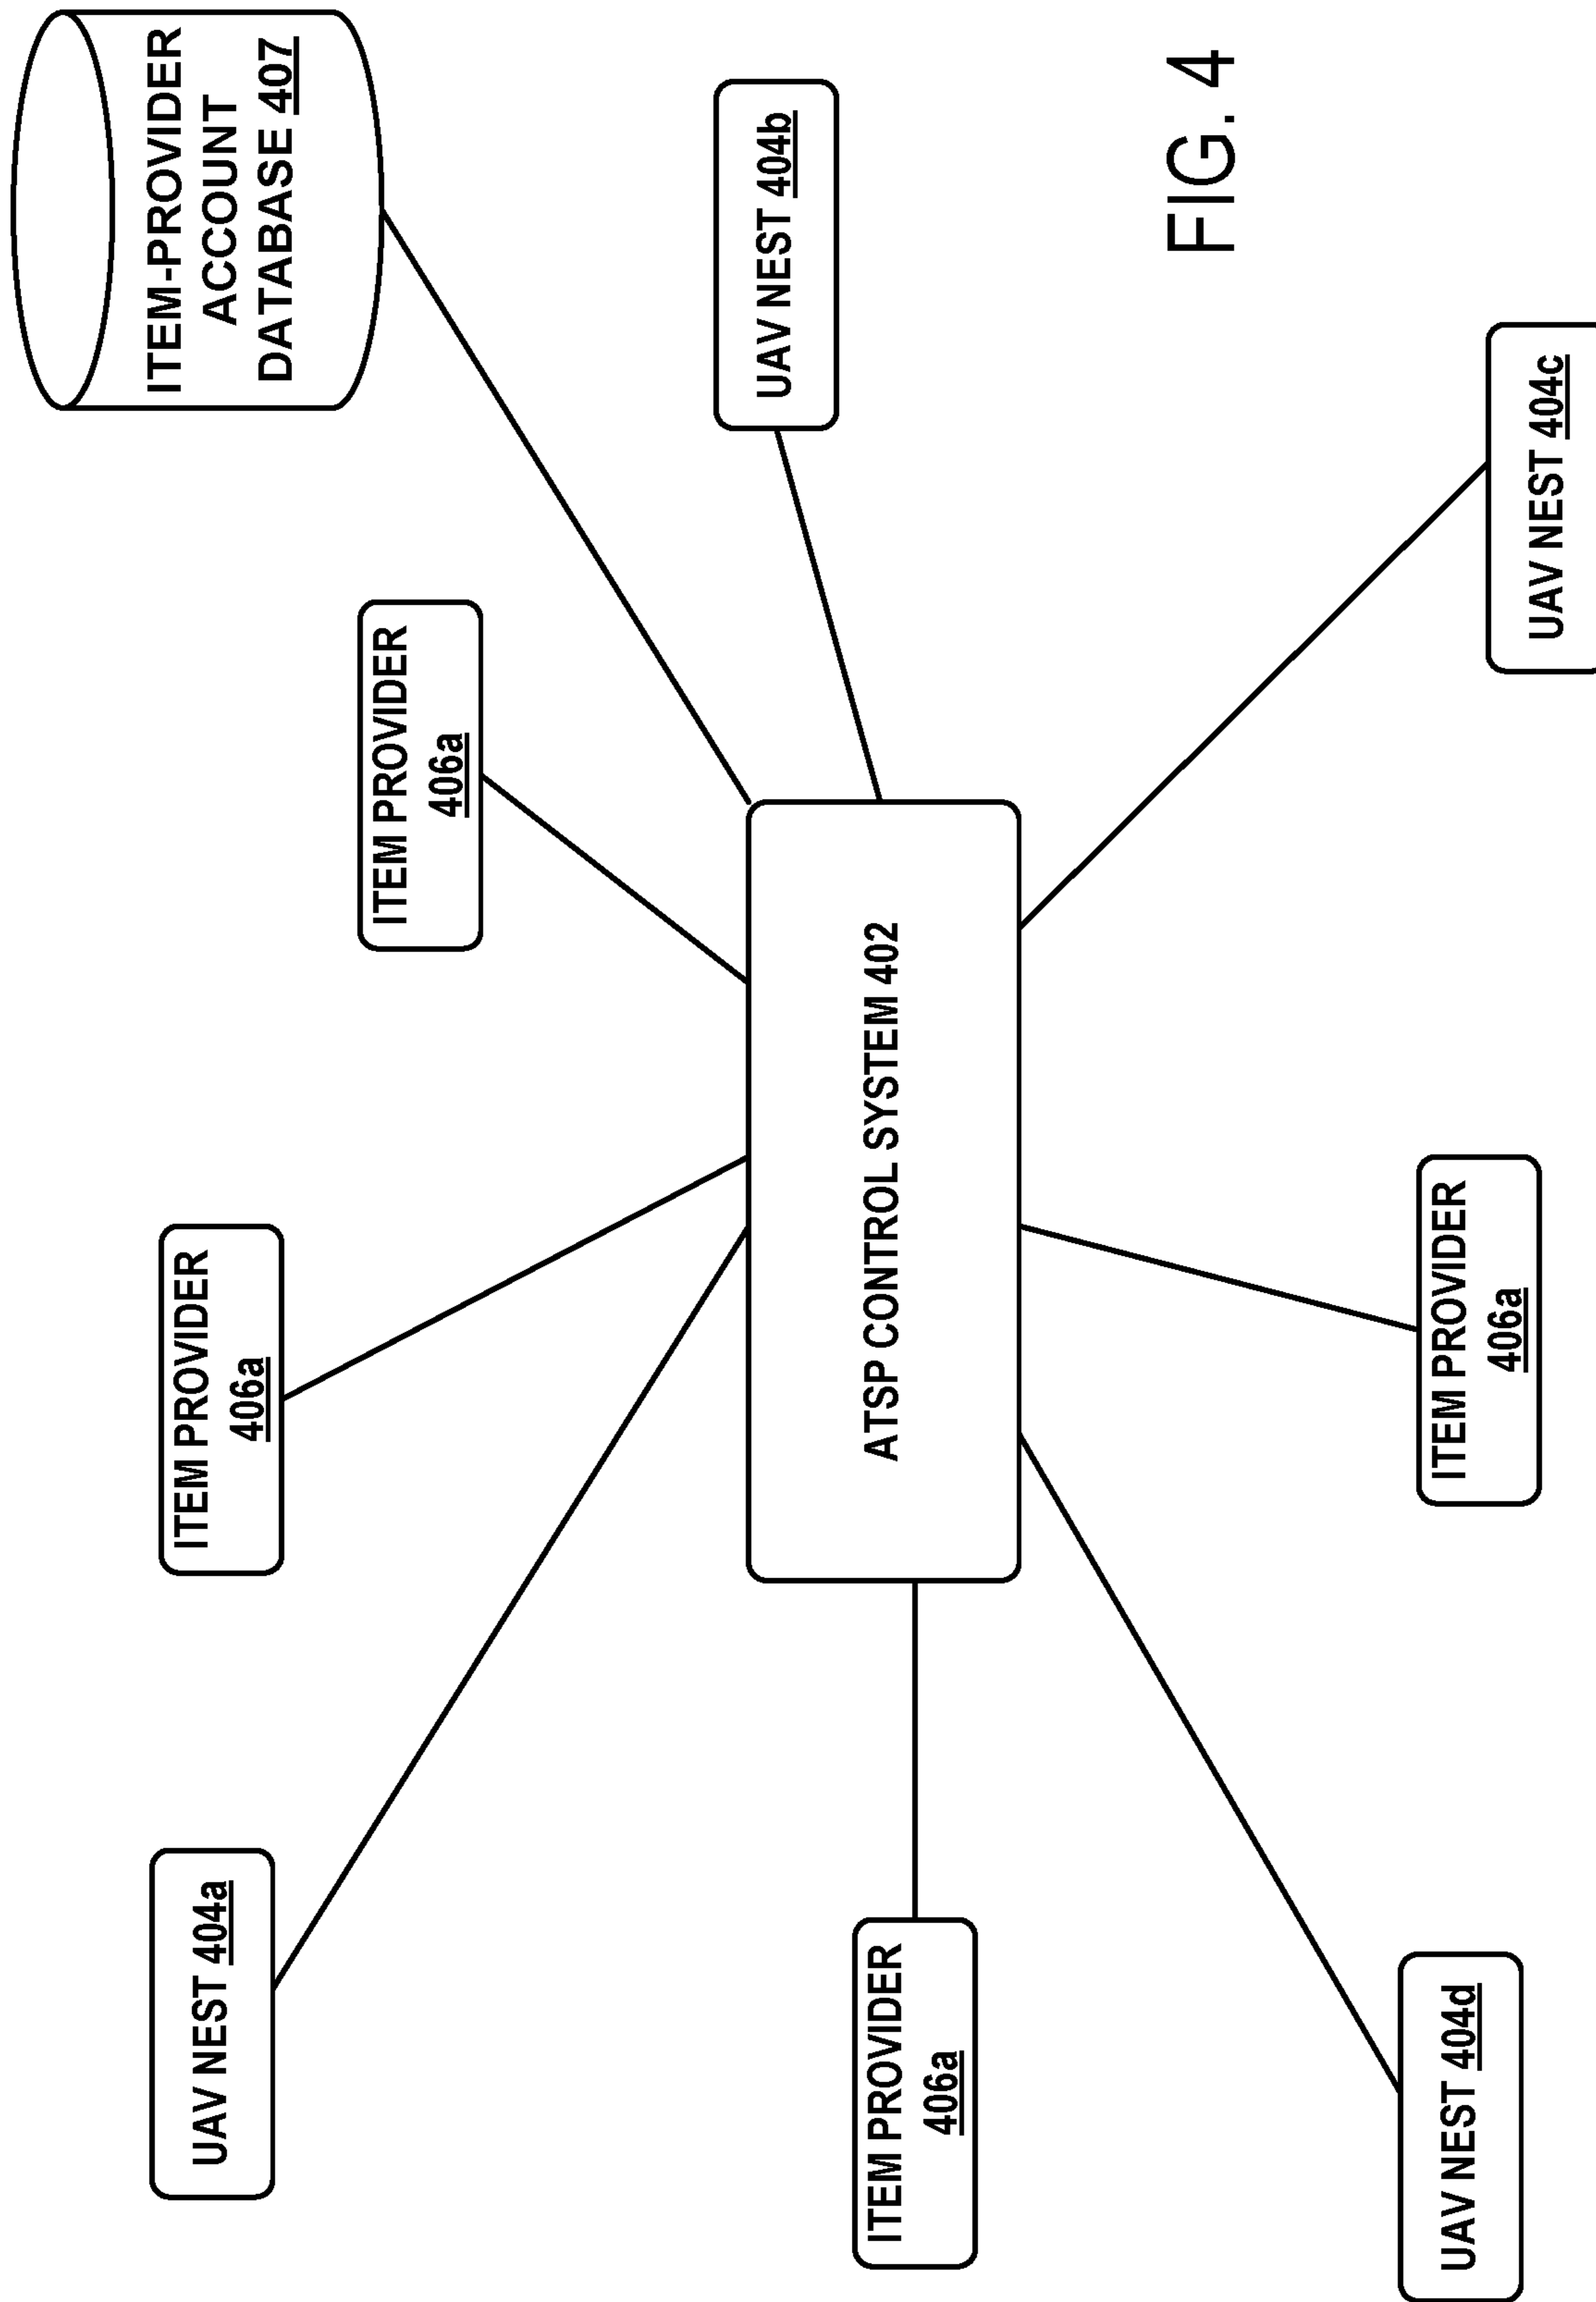 UAV NEST 404a
ITEM PROVIDER
406a
ITEM-PROVIDER
ACCOUNT
DATABASE 407
ITEM PROVIDER
406a
UAV NEST 404b
ITEM PROVIDER
406a
ATSP CONTROL SYSTEM 402
FIG. 4
UAV NEST 404d
ITEM PROVIDER
406a
UAV NEST 404c